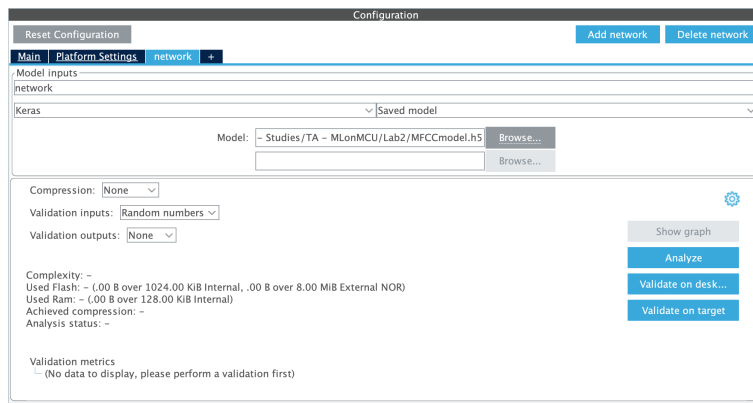 Configuration
Reset Configuration
Add network
Delete network
Main
Platform Settings
network
+
Model inputs
network
Keras
Saved model
Model:
– Studies/TA – MLonMCU/Lab2/MFCCmodel.h5
Browse...
Browse...
Compression: None
Validation inputs: Random numbers
Validation outputs: None
Show graph
Analyze
Validate on desk...
Validate on target
Complexity: –
Used Flash: – (.00 B over 1024.00 KiB Internal, .00 B over 8.00 MiB External NOR)
Used Ram: – (.00 B over 128.00 KiB Internal)
Achieved compression: –
Analysis status: –
Validation metrics
(No data to display, please perform a validation first)